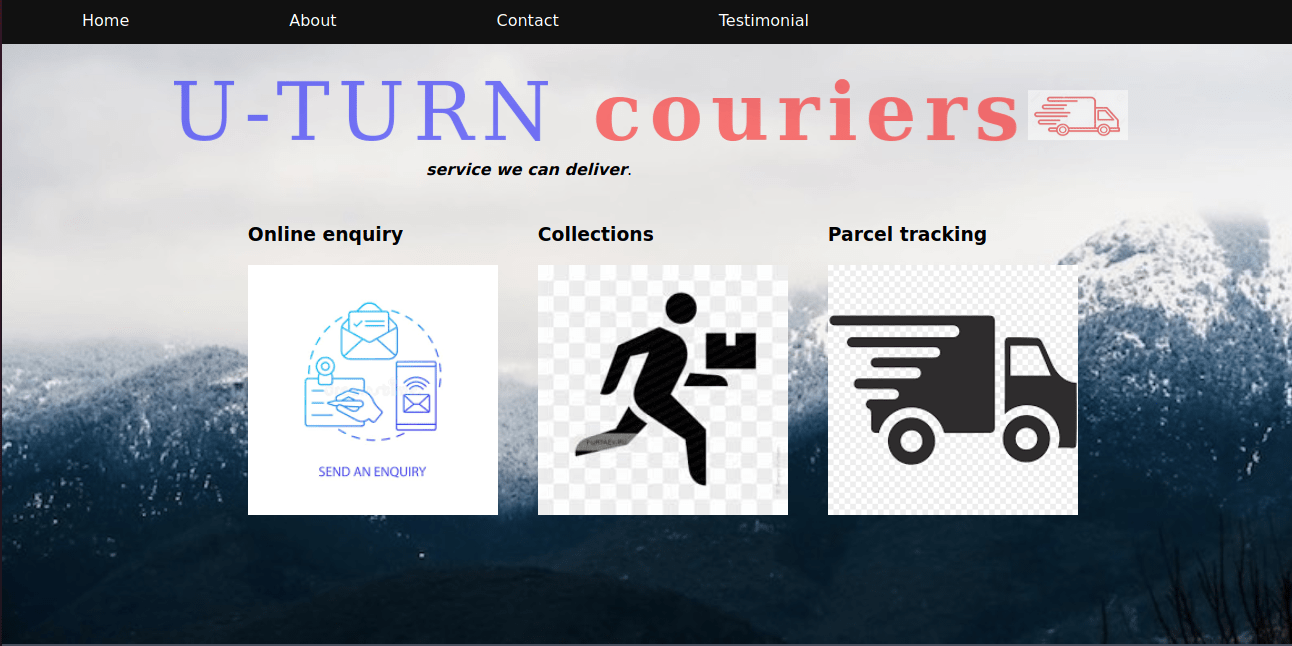 Home About Contact Testimonial
U-TURN couriers
service we can deliver.
Online enquiry Collections Parcel tracking
SEND AN ENQUIRY